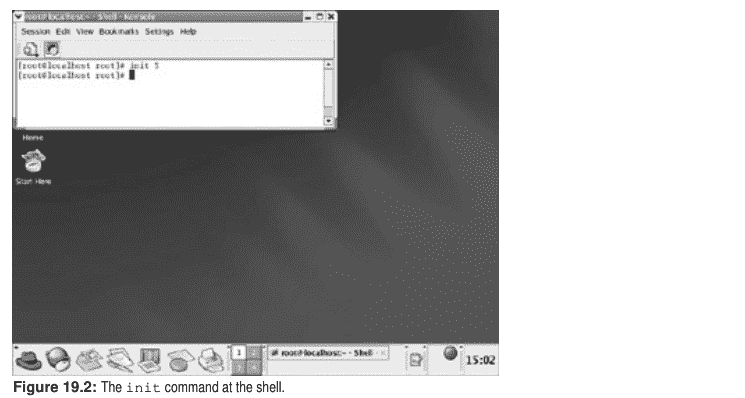 root@localhost:~ - Shell - Konsole
Session Edit View Bookmarks Settings Help
[root@localhost root]# init 5
[root@localhost root]#
Home
Start Here
1
root@localhost:~ - Shell
15:02
Figure 19.2: The init command at the shell.